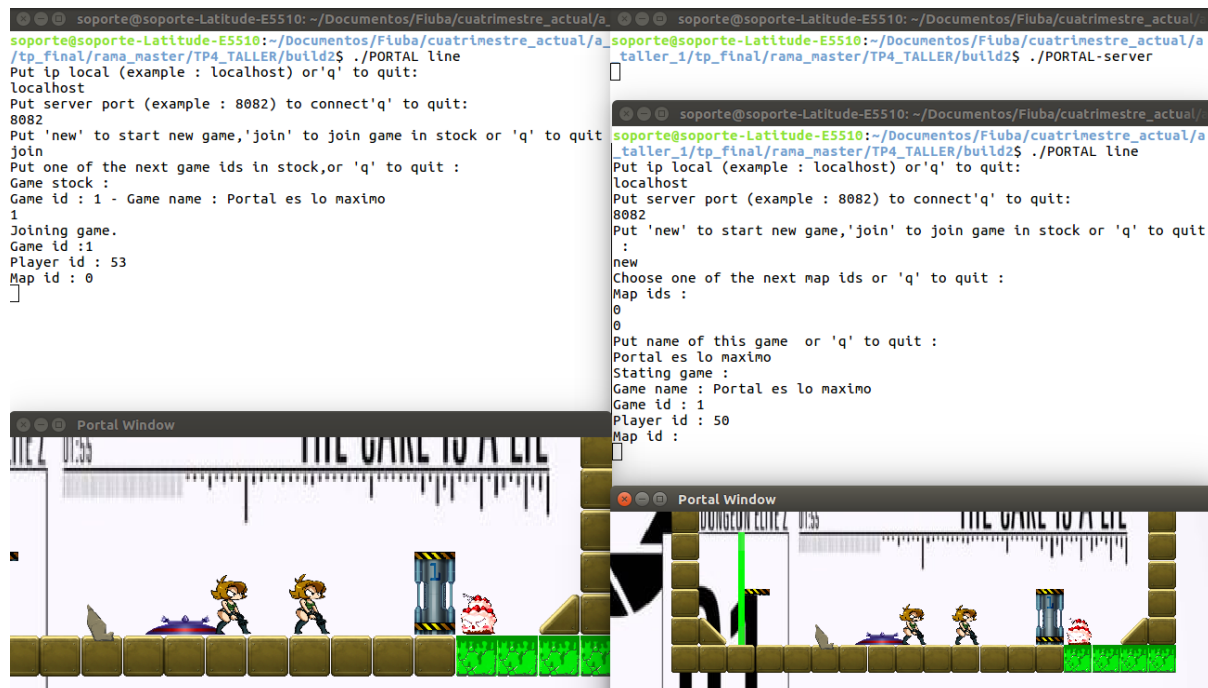 soporte@soporte-Latitude-E5510: ~/Documentos/Fiuba/cuatrimestre_actual/a_
soporte@soporte-Latitude-E5510:~/Documentos/Fiuba/cuatrimestre_actual/a_
/tp_final/rama_master/TP4_TALLER/build2$ ./PORTAL line
Put ip local (example : localhost) or'q' to quit:
localhost
Put server port (example : 8082) to connect'q' to quit:
8082
Put 'new' to start new game,'join' to join game in stock or 'q' to quit
join
Put one of the next game ids in stock,or 'q' to quit :
Game stock :
Game id : 1 - Game name : Portal es lo maximo
1
Joining game.
Game id :1
Player id : 53
Map id : 0
soporte@soporte-Latitude-E5510: ~/Documentos/Fiuba/cuatrimestre_actual/a
soporte@soporte-Latitude-E5510:~/Documentos/Fiuba/cuatrimestre_actual/a
_taller_1/tp_final/rama_master/TP4_TALLER/build2$ ./PORTAL-server
soporte@soporte-Latitude-E5510: ~/Documentos/Fiuba/cuatrimestre_actual/
soporte@soporte-Latitude-E5510:~/Documentos/Fiuba/cuatrimestre_actual/a
_taller_1/tp_final/rama_master/TP4_TALLER/build2$ ./PORTAL line
Put ip local (example : localhost) or'q' to quit:
localhost
Put server port (example : 8082) to connect'q' to quit:
8082
Put 'new' to start new game,'join' to join game in stock or 'q' to quit
:
new
Choose one of the next map ids or 'q' to quit :
Map ids :
0
0
Put name of this game  or 'q' to quit :
Portal es lo maximo
Stating game :
Game name : Portal es lo maximo
Game id : 1
Player id : 50
Map id :
Portal Window
01:55
THE CAKE IS A LIE
1
Portal Window
DUNGEON ELITE 2 01:55
THE CAKE IS A LIE
1